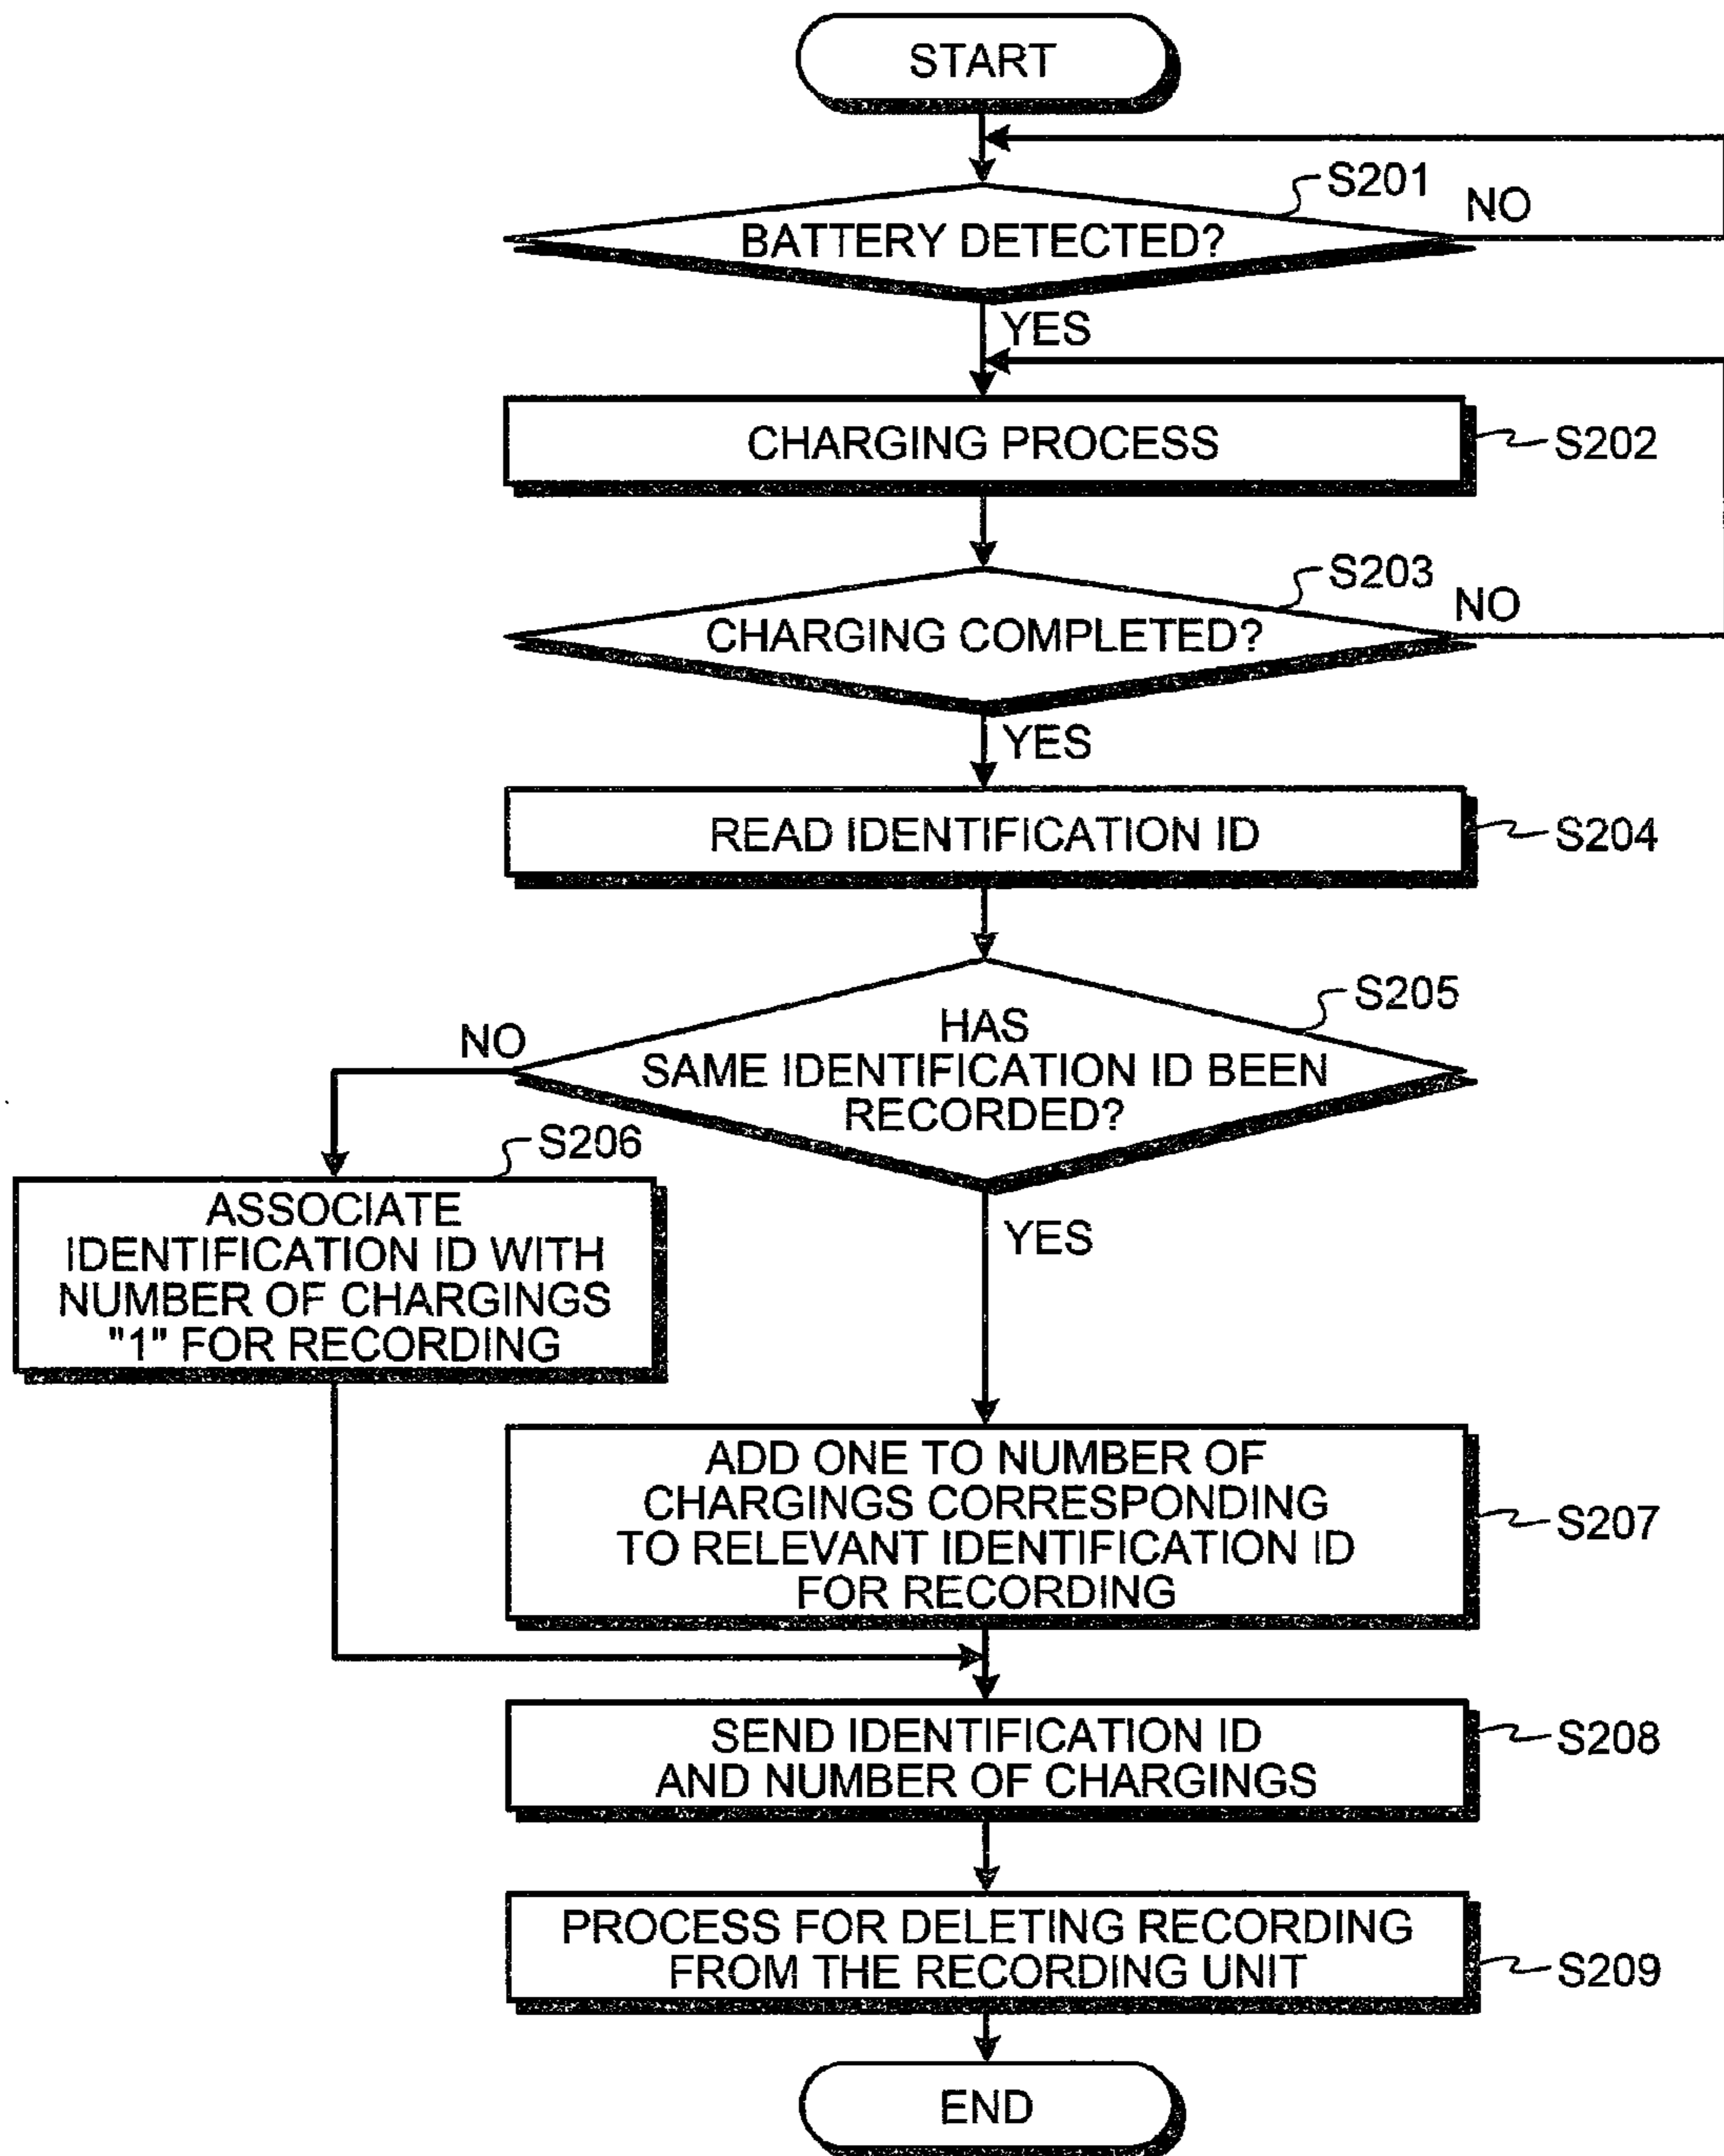 START
S201
NO
BATTERY DETECTED?
YES
CHARGING PROCESS
S202
S203
NO
CHARGING COMPLETED?
YES
READ IDENTIFICATION ID
S204
S205
NO
HAS
SAME IDENTIFICATION ID BEEN
RECORDED?
S206
YES
ASSOCIATE
IDENTIFICATION ID WITH
NUMBER OF CHARGINGS
"1" FOR RECORDING
ADD ONE TO NUMBER OF
CHARGINGS CORRESPONDING
TO RELEVANT IDENTIFICATION ID
FOR RECORDING
S207
SEND IDENTIFICATION ID
AND NUMBER OF CHARGINGS
S208
PROCESS FOR DELETING RECORDING
FROM THE RECORDING UNIT
S209
END